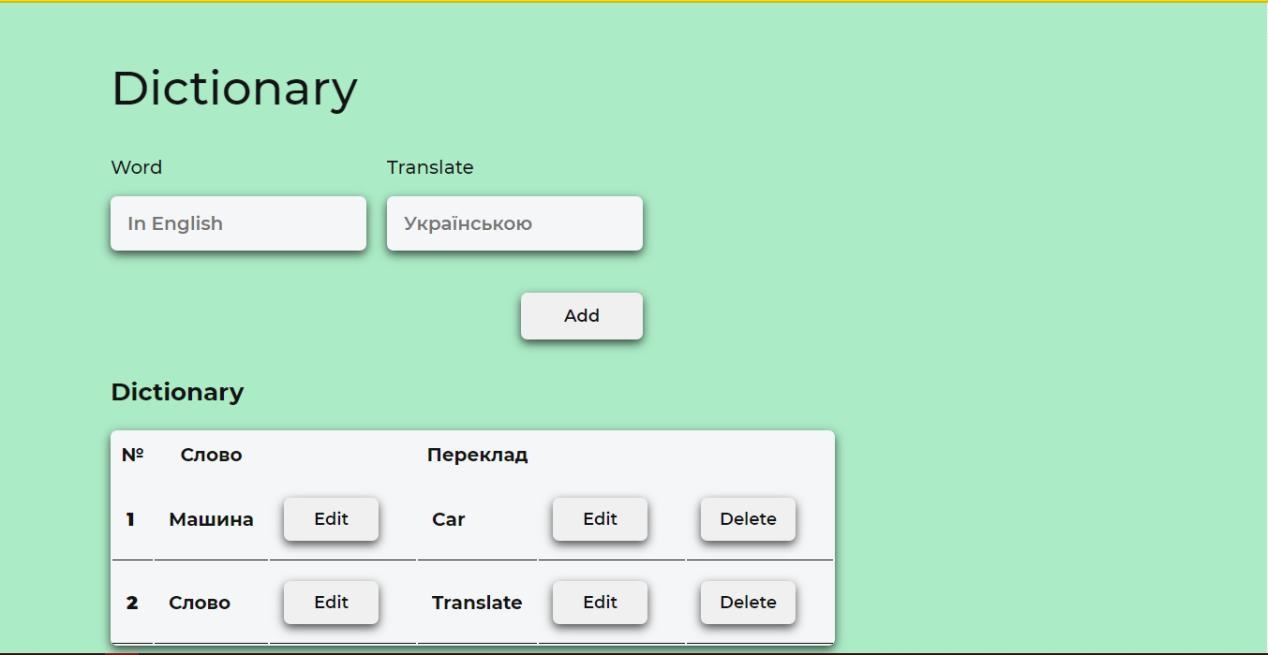 Dictionary
Word Translate
In English Українською
Add
Dictionary
№ Слово Переклад
1 Машина Edit Car Edit Delete
2 Слово Edit Translate Edit Delete